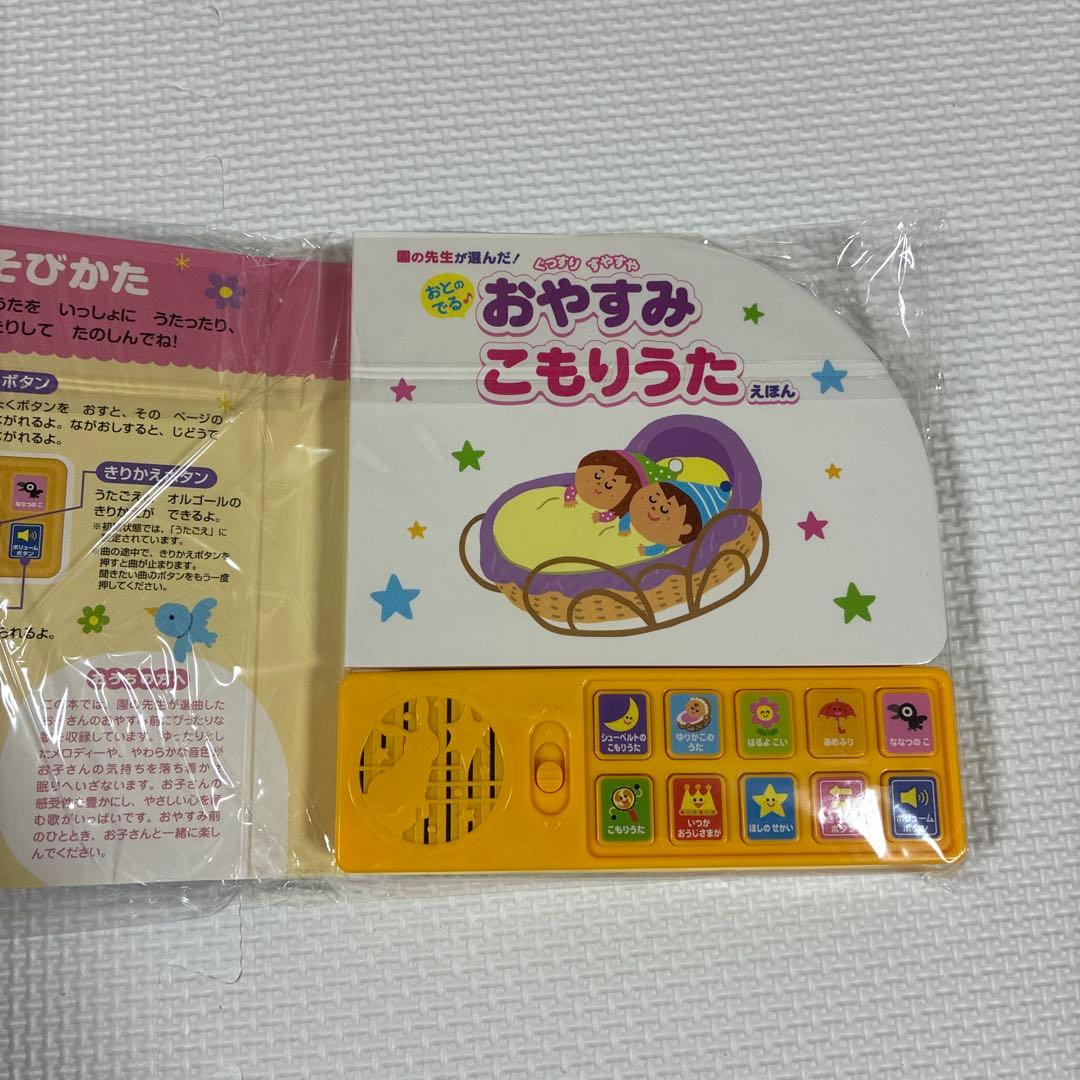 そびかた
うたを いっしょに うたったり、
たりして たのしんでね!
ボタン
くボタンを おすと、その ページの
ながれるよ。ながおしすると、じどうで
ながれるよ。
きりかえボタン
うたごえ オルゴールの
きりかえが できるよ。
※初期状態では、「うたごえ」に
設定されています。
※曲の途中で、きりかえボタンを
押すと曲が止まります。
聞きたい曲のボタンをもう一度
押してください。
ななつのこ
ボリューム
ボタン
られるよ。
おうちの方へ
この本では、園の先生が選曲した
お子さんのおやすみ前にぴったりな
を収録しています。ゆったりとし
たメロディーや、やわらかな音色が
お子さんの気持ちを落ち着かせ
眠りへいざないます。お子さんの
感受性を豊かにし、やさしい心を育
む歌がいっぱいです。おやすみ前
のひととき、お子さんと一緒に楽し
んでください。
園の先生が選んだ!
おとの
でる♪
ぐっすり すやすや
おやすみ
こもりうた
えほん
シューベルトの
こもりうた
ゆりかごの
うた
はるよ こい
あめふり
ななつの こ
こもりうた
いつか
おうじさまが
ほしの せかい
ボタン
ボリューム
ボタン